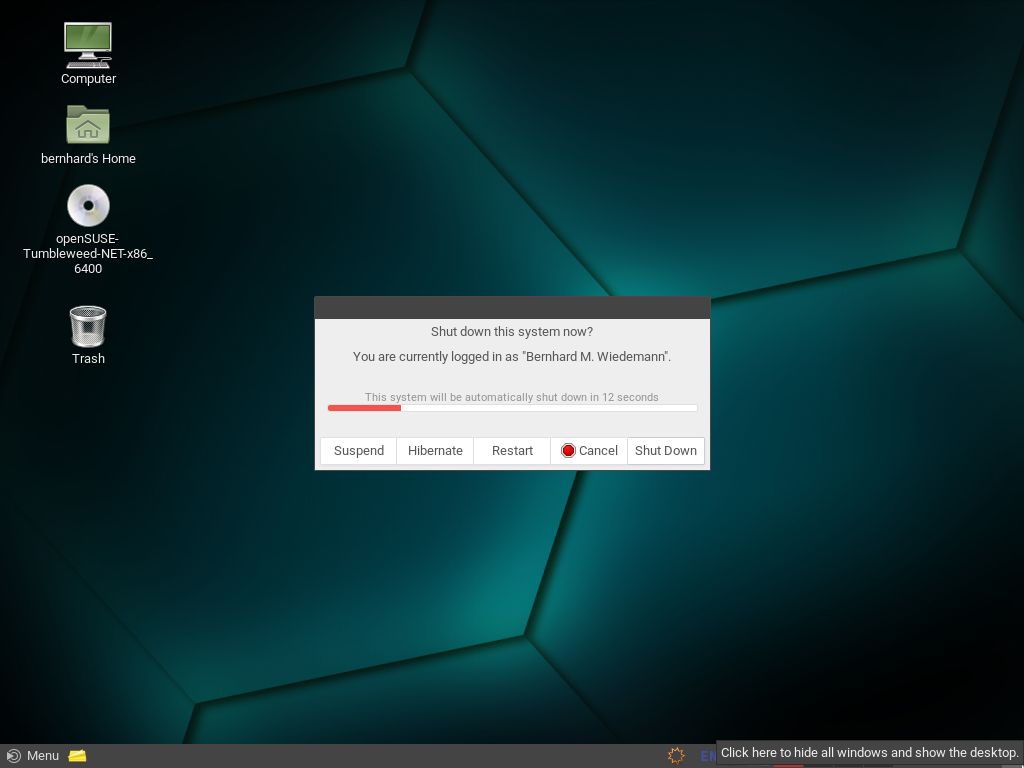 Computer
bernhard's Home
openSUSE-
Tumbleweed-NET-x86_
6400
Trash
Shut down this system now?
You are currently logged in as "Bernhard M. Wiedemann".
This system will be automatically shut down in 12 seconds
Suspend
Hibernate
Restart
Cancel
Shut Down
Menu
EN
Click here to hide all windows and show the desktop.